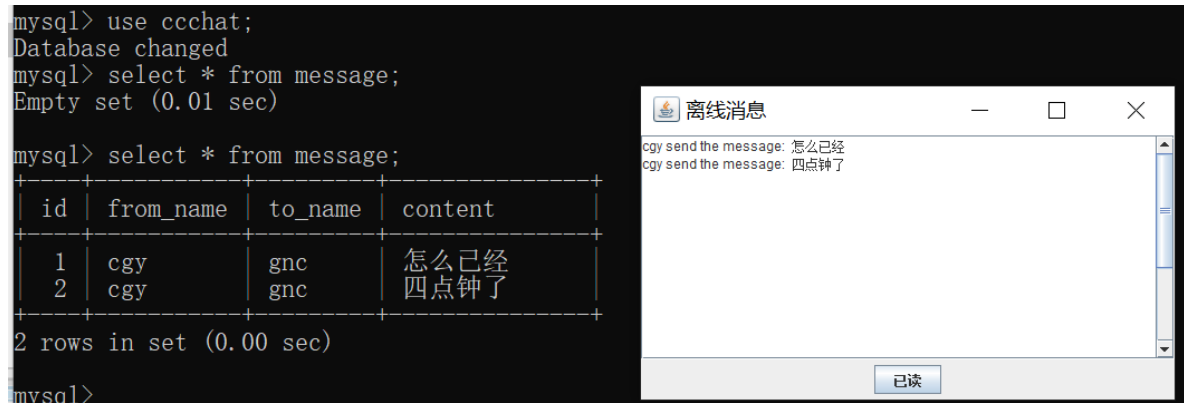 mysql> use ccchat;
Database changed
mysql> select * from message;
Empty set (0.01 sec)
mysql> select * from message;
id from_name to_name content
1 cgy gnc 怎么已经
2 cgy gnc 四点钟了
2 rows in set (0.00 sec)
mysql>
离线消息
cgy send the message: 怎么已经
cgy send the message: 四点钟了
已读